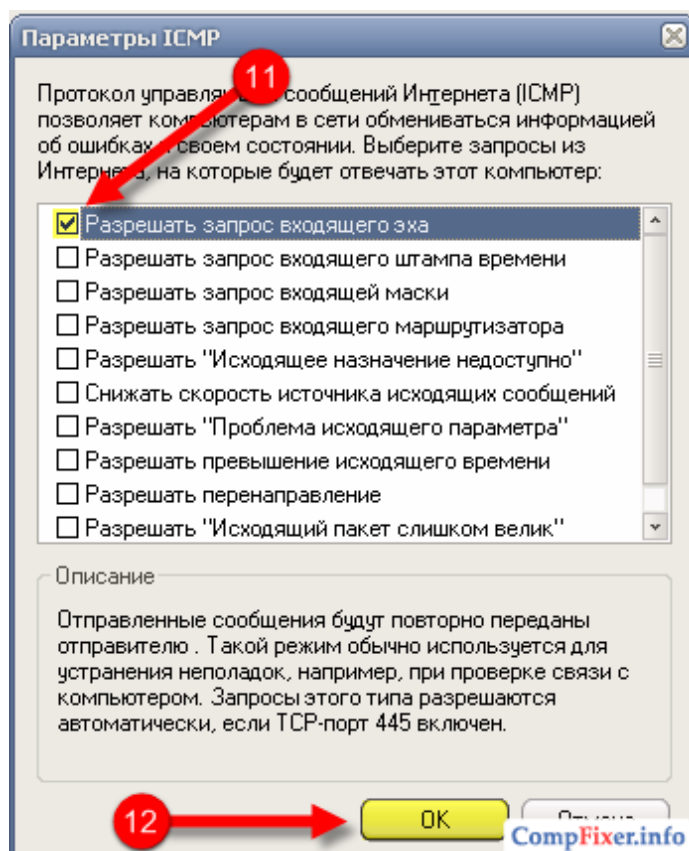 Параметры ICMP
11
Протокол управля сообщений Интернета (ICMP)
позволяет компьютерам в сети обмениваться информацией
об ошибках и своем состоянии. Выберите запросы из
Интернета, на которые будет отвечать этот компьютер:
Разрешать запрос входящего эха
Разрешать запрос входящего штампа времени
Разрешать запрос входящей маски
Разрешать запрос входящего маршрутизатора
Разрешать "Исходящее назначение недоступно"
Снижать скорость источника исходящих сообщений
Разрешать "Проблема исходящего параметра"
Разрешать превышение исходящего времени
Разрешать перенаправление
Разрешать "Исходящий пакет слишком велик"
Описание
Отправленные сообщения будут повторно переданы
отправителю . Такой режим обычно используется для
устранения неполадок, например, при проверке связи с
компьютером. Запросы этого типа разрешаются
автоматически, если TCP-порт 445 включен.
12
OK
Отмена
CompFixer.info